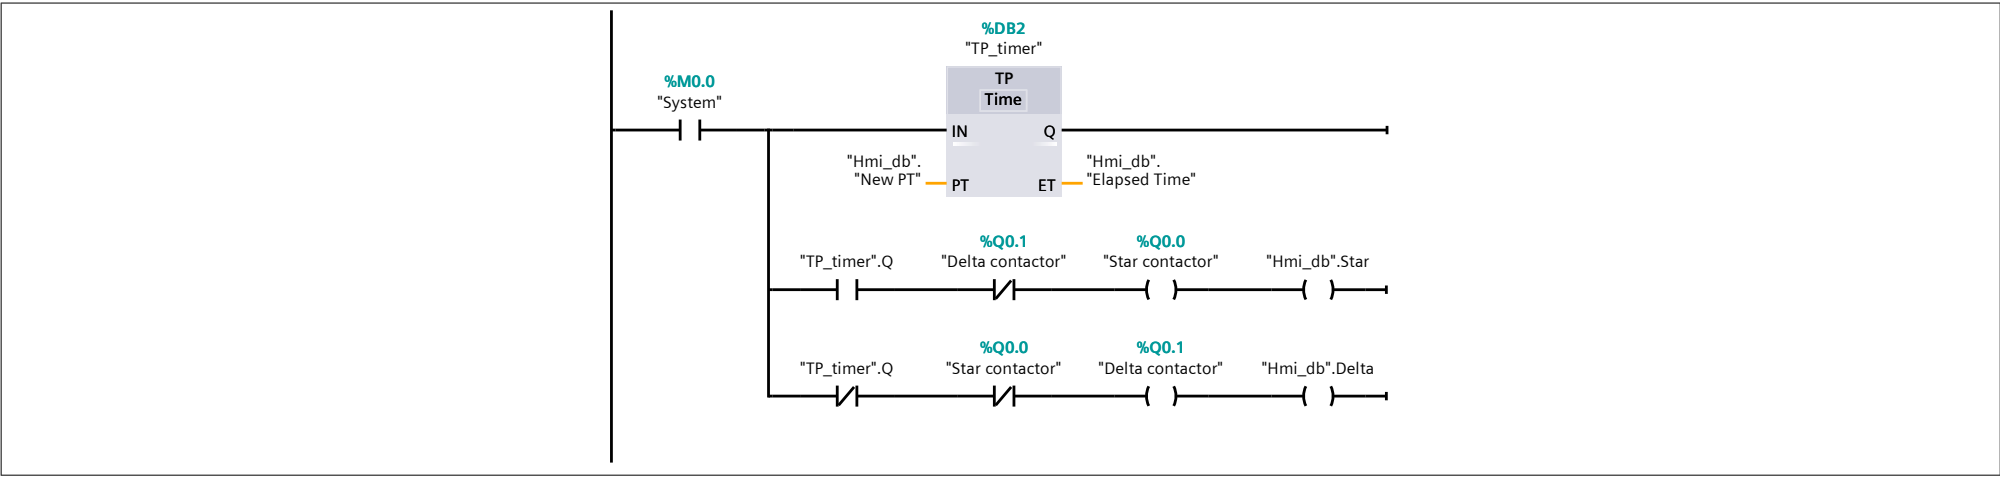 %DB2
"TP_timer"
%M0.0
"System"
TP
Time
IN
Q
"Hmi_db".
"New PT"
PT
ET
"Hmi_db".
"Elapsed Time"
"TP_timer".Q
%Q0.1
"Delta contactor"
%Q0.0
"Star contactor"
"Hmi_db".Star
"TP_timer".Q
%Q0.0
"Star contactor"
%Q0.1
"Delta contactor"
"Hmi_db".Delta